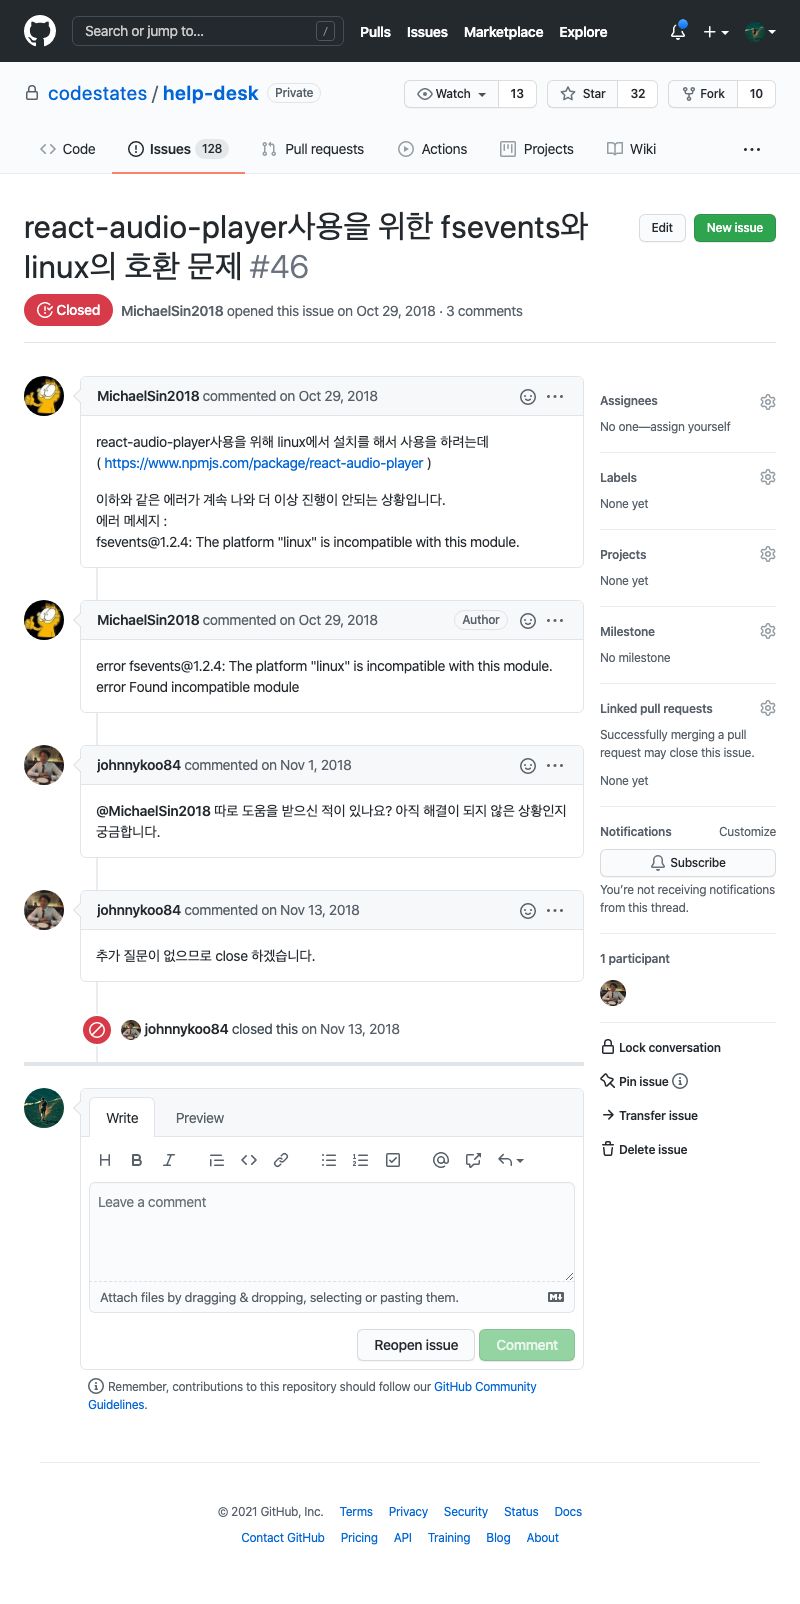 Search or jump to...
/
Pulls
Issues
Marketplace
Explore
codestates / help-desk
Private
Watch
13
Star
32
Fork
10
Code
Issues 128
Pull requests
Actions
Projects
Wiki
react-audio-player사용을 위한 fsevents와
linux의 호환 문제 #46
Edit
New issue
Closed
MichaelSin2018 opened this issue on Oct 29, 2018 · 3 comments
MichaelSin2018 commented on Oct 29, 2018
react-audio-player사용을 위해 linux에서 설치를 해서 사용을 하려는데
( https://www.npmjs.com/package/react-audio-player )
이하와 같은 에러가 계속 나와 더 이상 진행이 안되는 상황입니다.
에러 메세지 :
fsevents@1.2.4: The platform "linux" is incompatible with this module.
MichaelSin2018 commented on Oct 29, 2018
Author
error fsevents@1.2.4: The platform "linux" is incompatible with this module.
error Found incompatible module
johnnykoo84 commented on Nov 1, 2018
@MichaelSin2018 따로 도움을 받으신 적이 있나요? 아직 해결이 되지 않은 상황인지
궁금합니다.
johnnykoo84 commented on Nov 13, 2018
추가 질문이 없으므로 close 하겠습니다.
johnnykoo84 closed this on Nov 13, 2018
Assignees
No one—assign yourself
Labels
None yet
Projects
None yet
Milestone
No milestone
Linked pull requests
Successfully merging a pull
request may close this issue.
None yet
Notifications
Customize
Subscribe
You're not receiving notifications
from this thread.
1 participant
Lock conversation
Pin issue
Transfer issue
Delete issue
Write
Preview
Leave a comment
Attach files by dragging & dropping, selecting or pasting them.
Reopen issue
Comment
Remember, contributions to this repository should follow our GitHub Community
Guidelines.
© 2021 GitHub, Inc.
Terms
Privacy
Security
Status
Docs
Contact GitHub
Pricing
API
Training
Blog
About